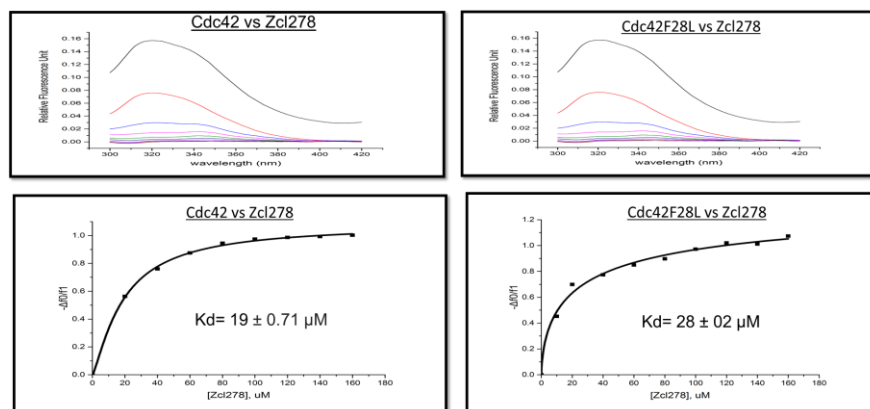 Cdc42 vs Zcl278
Relative Fluorescence Unit
0.16
0.14
0.12
0.10
0.08
0.06
0.04
0.02
0.00
300 320 340 360 380 400 420
wavelength (nm)
Cdc42F28L vs Zcl278
Relative Fluorescence Unit
0.16
0.14
0.12
0.10
0.08
0.06
0.04
0.02
0.00
300 320 340 360 380 400 420
wavelength (nm)
Cdc42 vs Zcl278
-Δf0/f1
1.0
0.8
0.6
0.4
0.2
0.0
Kd= 19 ± 0.71 µM
0 20 40 60 80 100 120 140 160 180
[Zcl278], uM
Cdc42F28L vs Zcl278
-Δf0/f1
1.2
1.0
0.8
0.6
0.4
0.2
0.0
Kd= 28 ± 02 µM
0 20 40 60 80 100 120 140 160 180
[Zcl278], uM